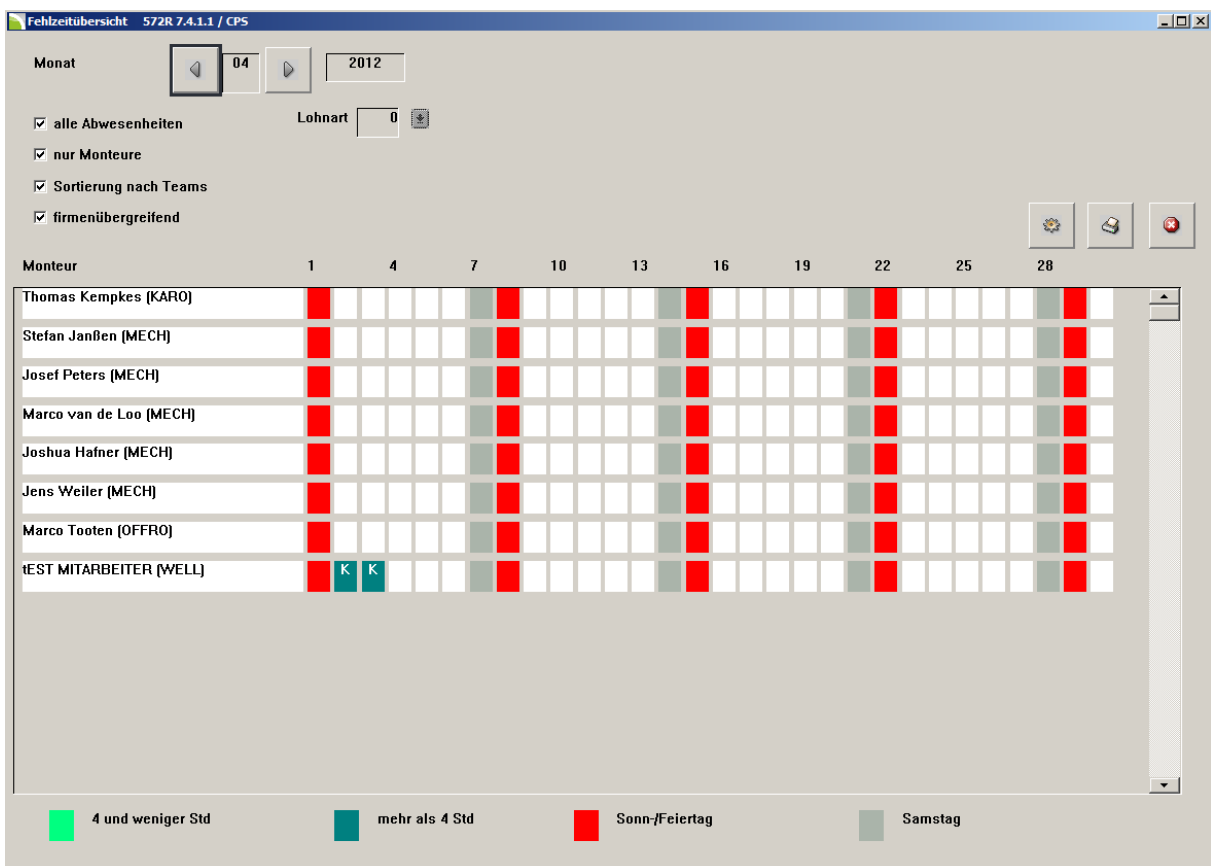 Fehlzeitübersicht 572R 7.4.1.1 / CPS
Monat 04 2012
alle Abwesenheiten Lohnart 0
nur Monteure
Sortierung nach Teams
firmenübergreifend
Monteur 1 4 7 10 13 16 19 22 25 28
Thomas Kempkes (KARO)
Stefan Janßen (MECH)
Josef Peters (MECH)
Marco van de Loo (MECH)
Joshua Hafner (MECH)
Jens Weiler (MECH)
Marco Tooten (OFFRO)
tEST MITARBEITER (WELL) K K
4 und weniger Std mehr als 4 Std Sonn-/Feiertag Samstag